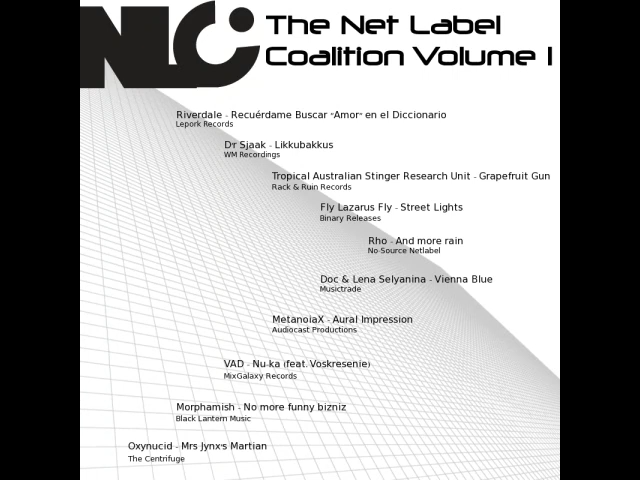 NLC
The Net Label
Coalition Volume I
Riverdale - Recuérdame Buscar "Amor" en el Diccionario
Lepork Records
Dr Sjaak - Likkubakkus
WM Recordings
Tropical Australian Stinger Research Unit - Grapefruit Gun
Rack & Ruin Records
Fly Lazarus Fly - Street Lights
Binary Releases
Rho - And more rain
No-Source Netlabel
Doc & Lena Selyanina - Vienna Blue
Musictrade
MetanoiaX - Aural Impression
Audiocast Productions
VAD - Nu-ka (feat. Voskresenie)
MixGalaxy Records
Morphamish - No more funny bizniz
Black Lantern Music
Oxynucid - Mrs Jynx's Martian
The Centrifuge